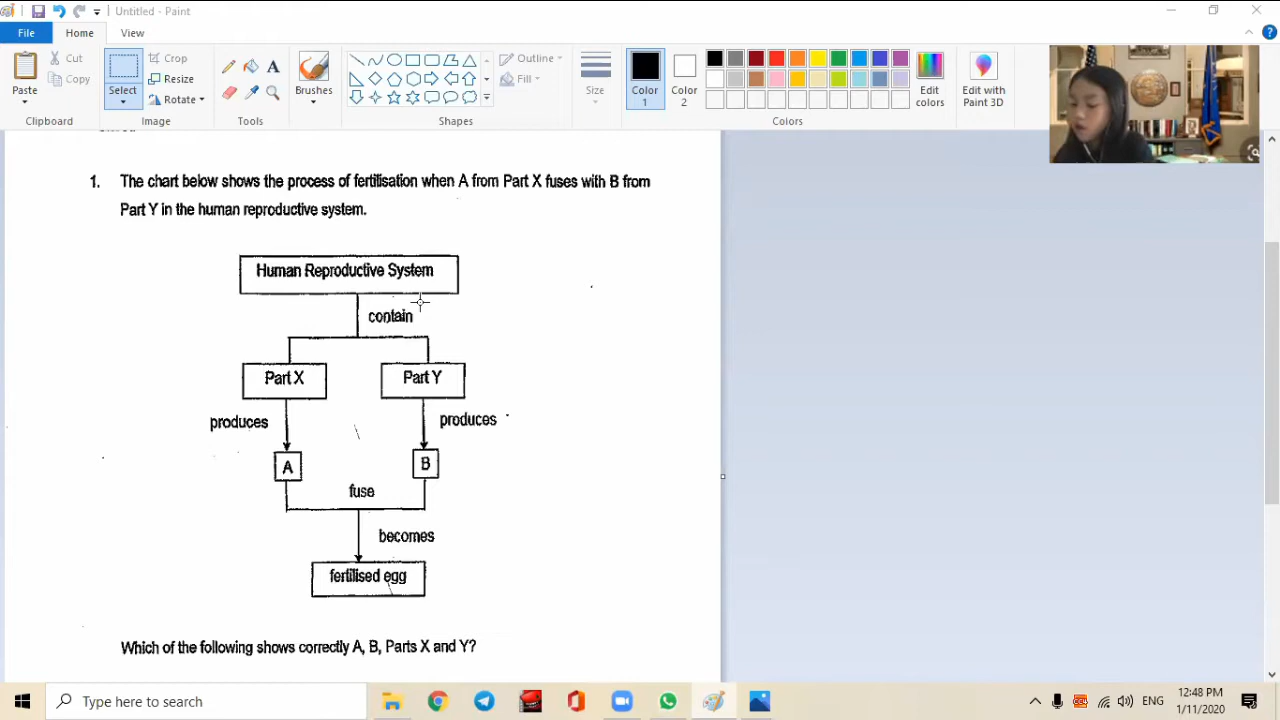 Untitled - Paint
File
Home
View
Paste
Cut
Copy
Clipboard
Select
Crop
Resize
Rotate
Image
Tools
Brushes
Shapes
Outline
Fill
Size
Color
1
Color
2
Edit
colors
Edit with
Paint 3D
Colors
1. The chart below shows the process of fertilisation when A from Part X fuses with B from
Part Y in the human reproductive system.
Human Reproductive System
contain
Part X
Part Y
produces
produces
A
B
fuse
becomes
fertilised egg
Which of the following shows correctly A, B, Parts X and Y?
Type here to search
ENG
12:48 PM
1/11/2020